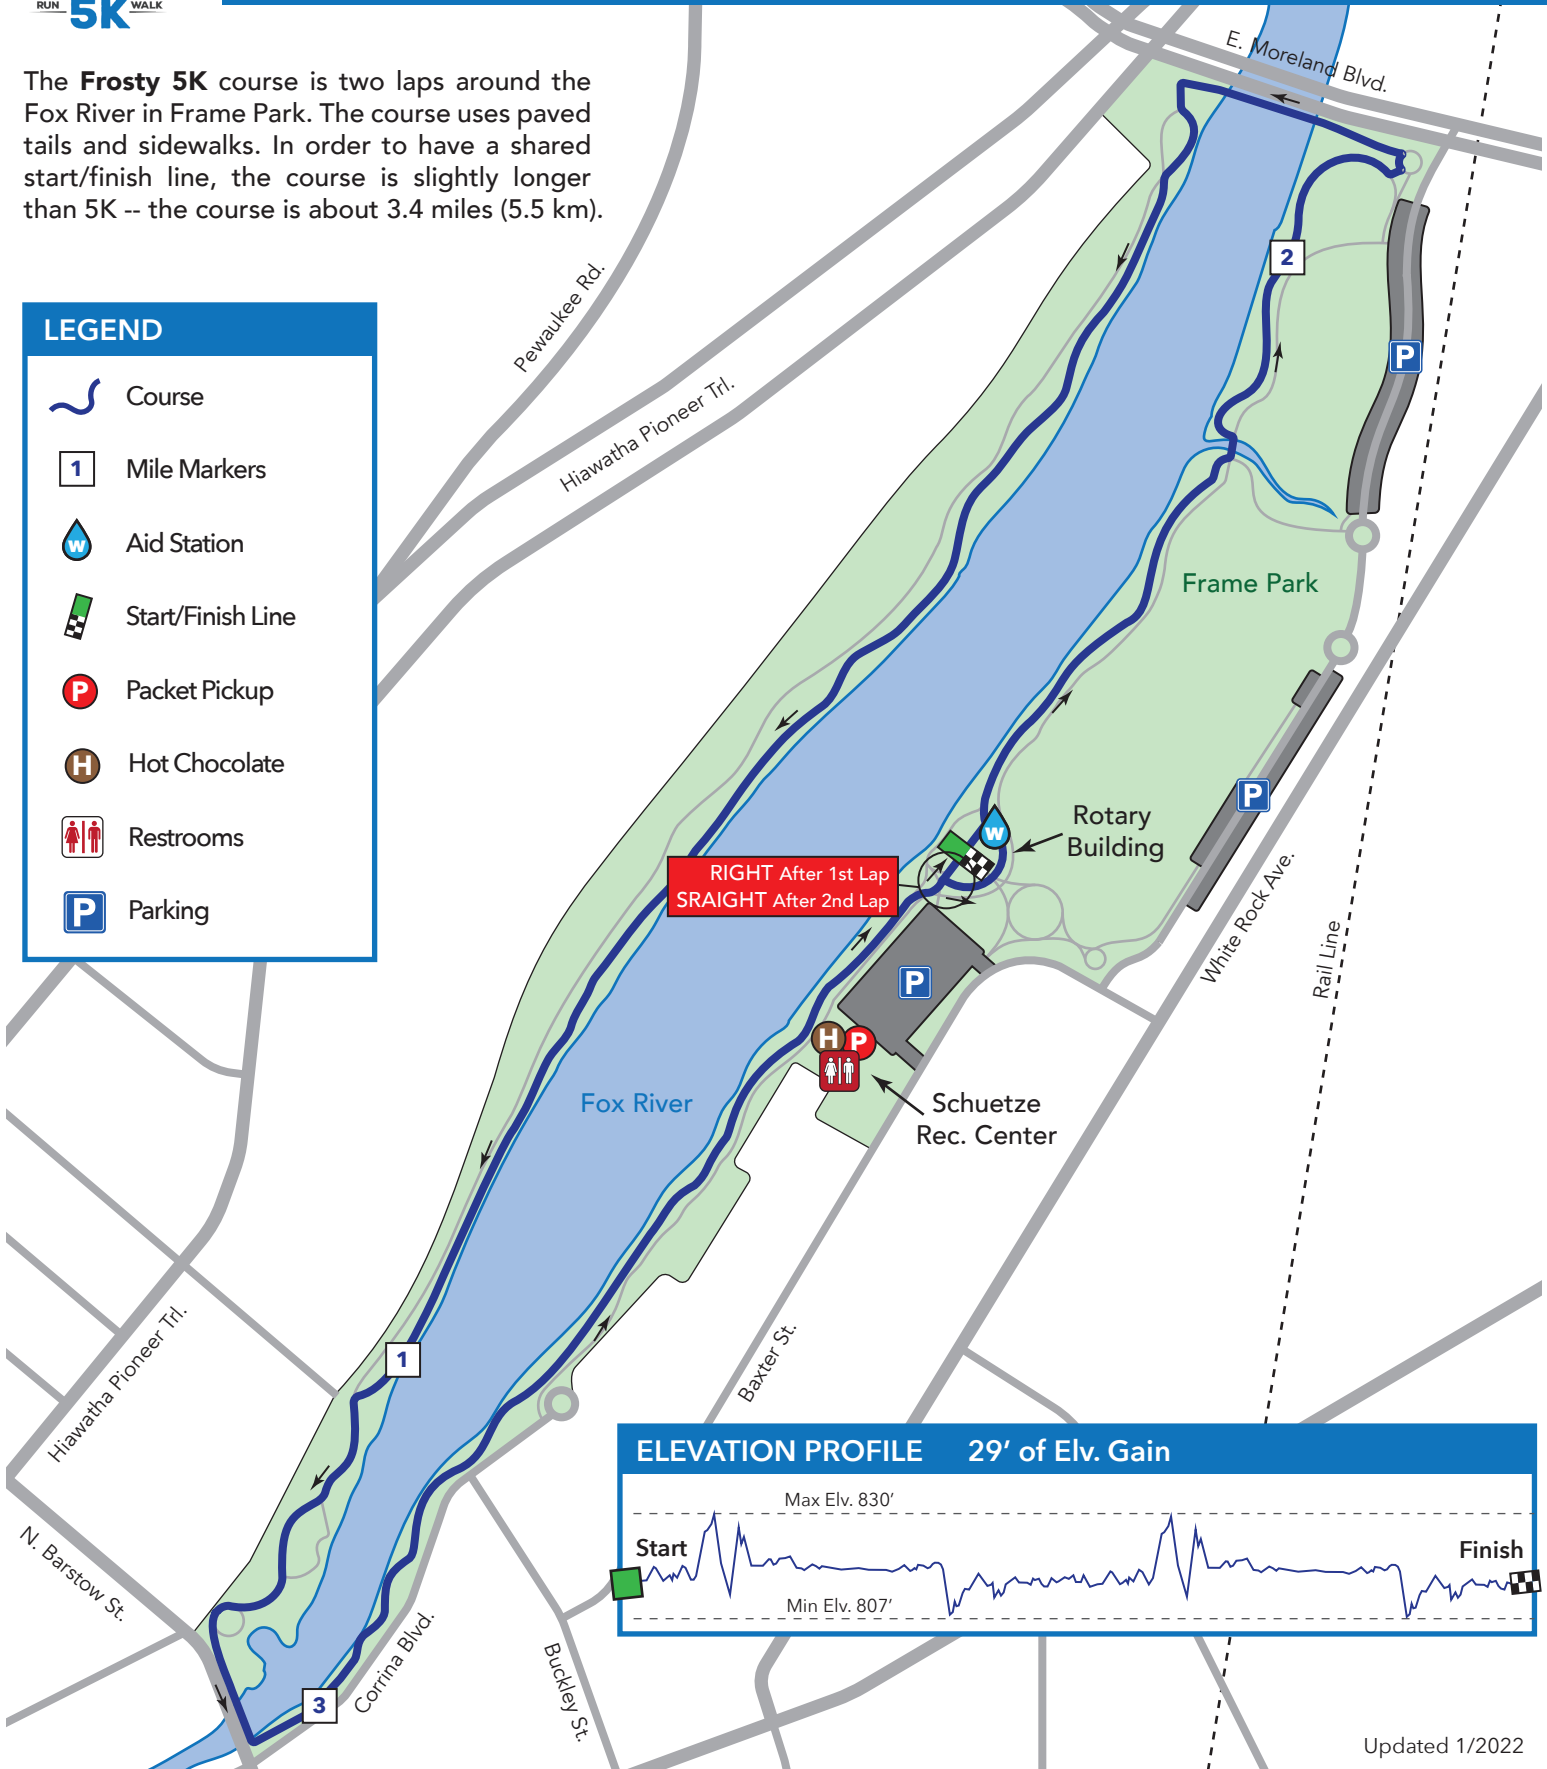 RUN 5K WALK
The Frosty 5K course is two laps around the
Fox River in Frame Park. The course uses paved
tails and sidewalks. In order to have a shared
start/finish line, the course is slightly longer
than 5K -- the course is about 3.4 miles (5.5 km).
LEGEND
Course
1 Mile Markers
w Aid Station
Start/Finish Line
P Packet Pickup
H Hot Chocolate
Restrooms
P Parking
E. Moreland Blvd.
Pewaukee Rd.
Hiawatha Pioneer Trl.
2
P
Frame Park
P
Rotary
Building
w
RIGHT After 1st Lap
SRAIGHT After 2nd Lap
White Rock Ave.
Rail Line
P
H P
Fox River
Schuetze
Rec. Center
1
Hiawatha Pioneer Trl.
Baxter St.
N. Barstow St.
3
Corrina Blvd.
Buckley St.
ELEVATION PROFILE 29’ of Elv. Gain
Max Elv. 830’
Start
Finish
Min Elv. 807’
Updated 1/2022